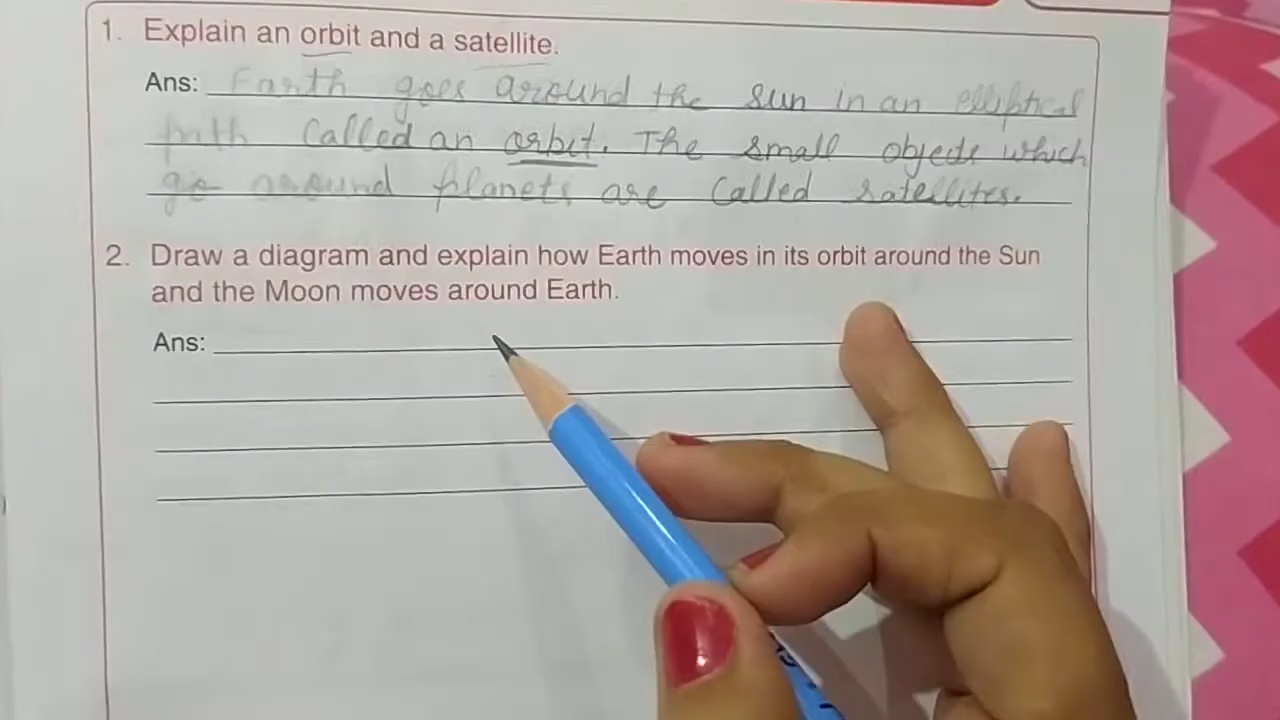 1. Explain an orbit and a satellite.
Ans: Earth goes around the sun in an elliptical
path called an orbit. The small objects which
go around planets are called satellites.
2. Draw a diagram and explain how Earth moves in its orbit around the Sun
and the Moon moves around Earth.
Ans: